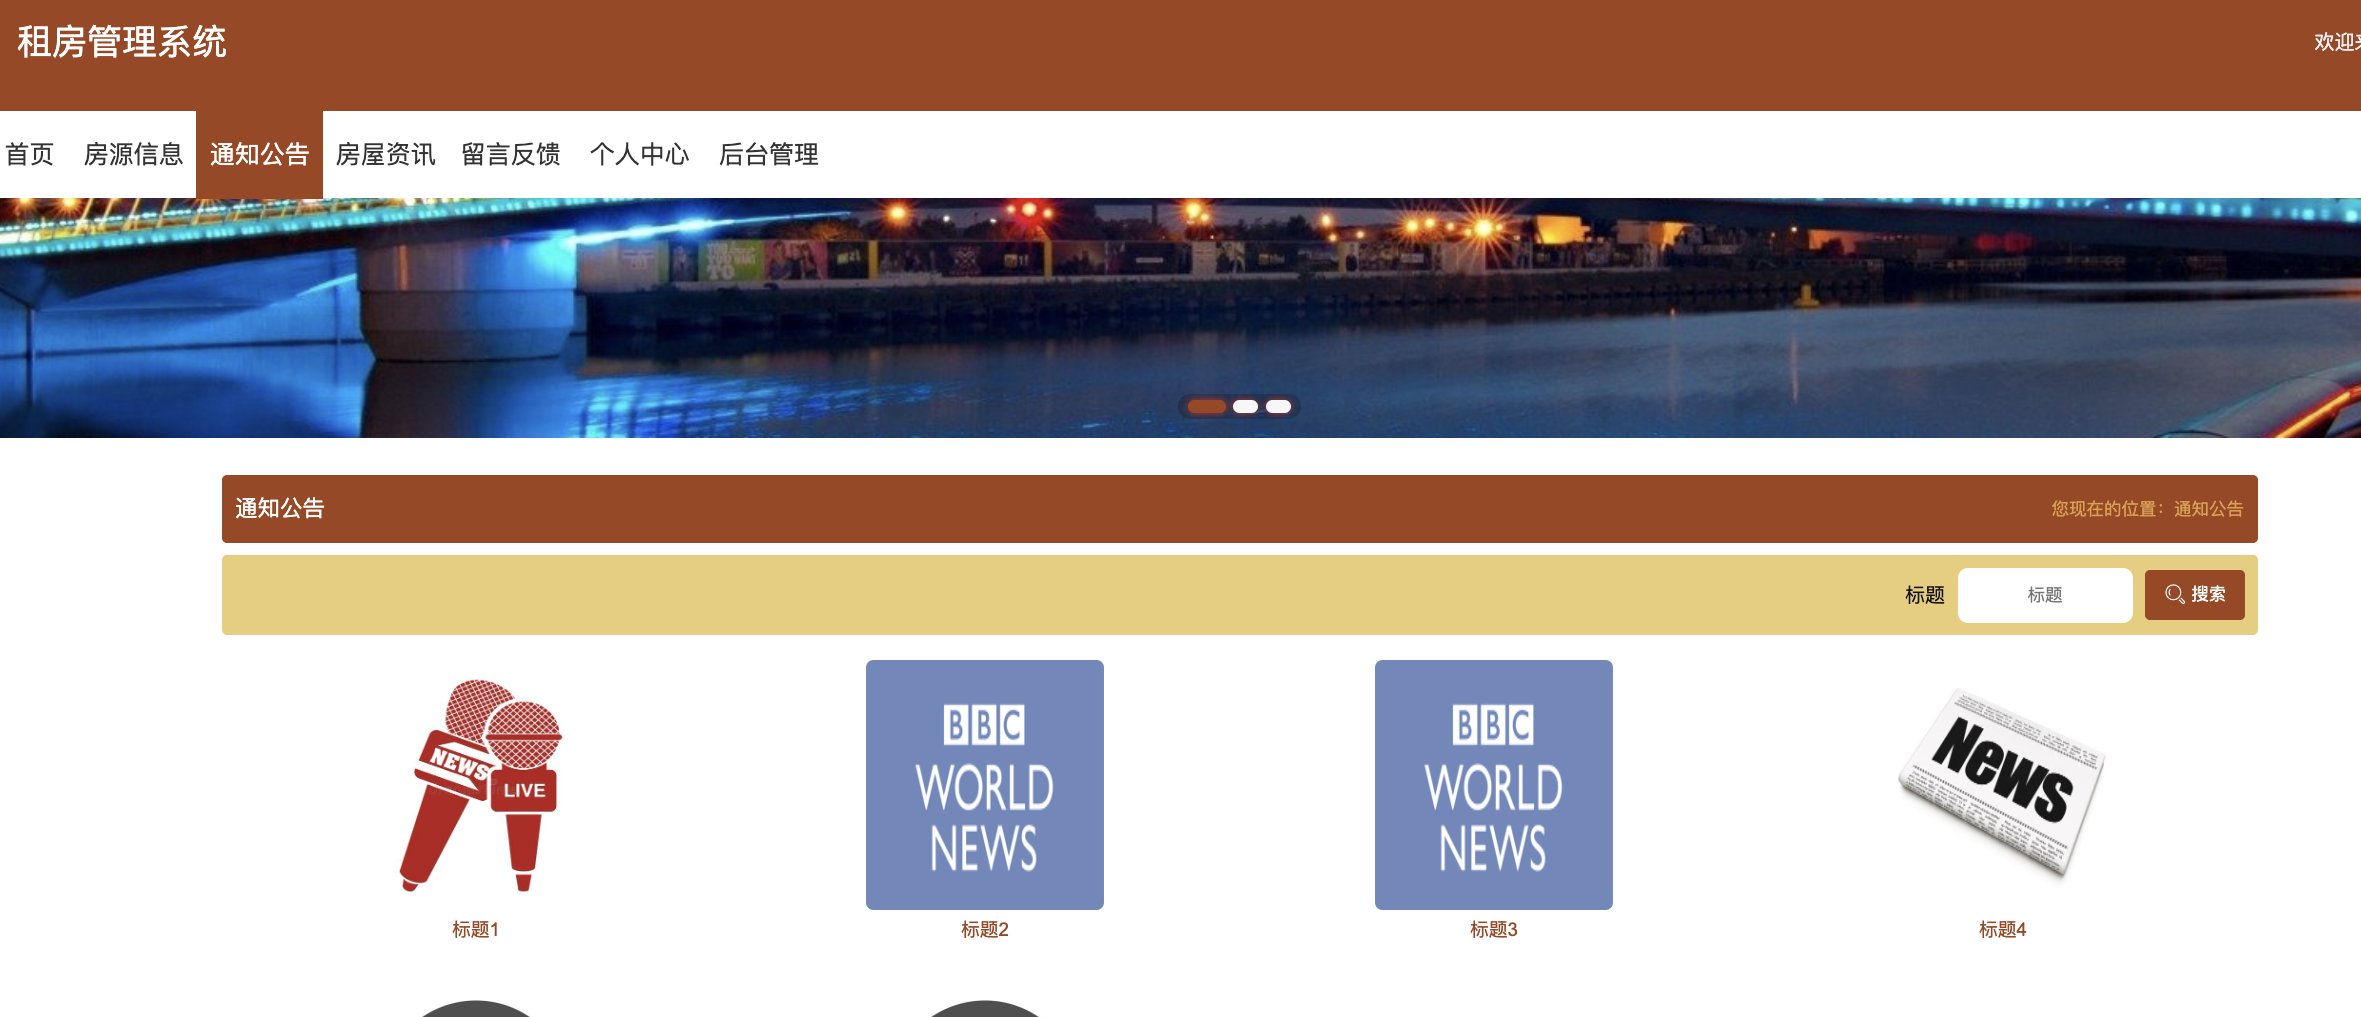 租房管理系统
欢迎
首页 房源信息 通知公告 房屋资讯 留言反馈 个人中心 后台管理
通知公告
您现在的位置：通知公告
标题 标题 搜索
NEWS
LIVE
BBC
WORLD
NEWS
BBC
WORLD
NEWS
News
标题1 标题2 标题3 标题4